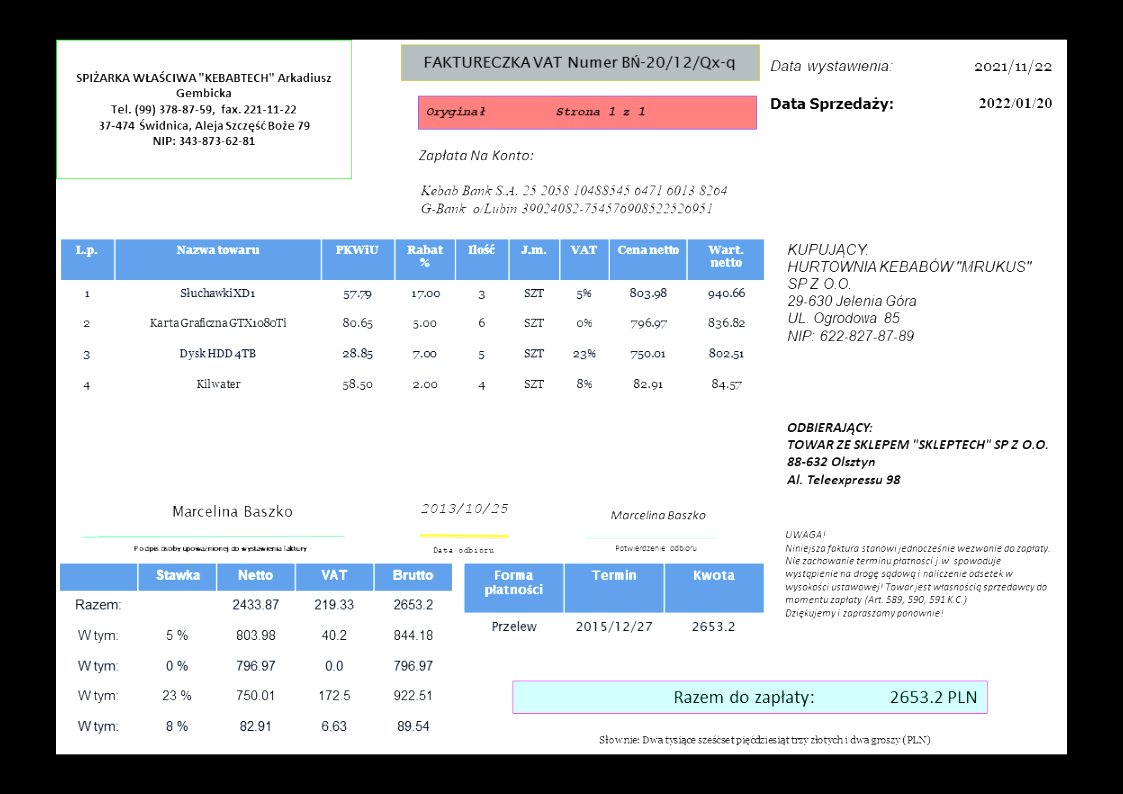 SPIŻARKA WŁAŚCIWA "KEBABTECH" Arkadiusz
Gembicka
Tel. (99) 378-87-59, fax. 221-11-22
37-474 Świdnica, Aleja Szczęść Boże 79
NIP: 343-873-62-81
FAKTURECZKA VAT Numer BŃ-20/12/Qx-q
Oryginał Strona 1 z 1
Data wystawienia: 2021/11/22
Data Sprzedaży: 2022/01/20
Zapłata Na Konto:
Kebab Bank S.A. 25 2058 10488545 6471 6013 8264
G-Bank o/Lubin 39024082-754576908522526951
L.p. Nazwa towaru PKWiU Rabat % Ilość J.m. VAT Cena netto Wart. netto
1 Słuchawki XD1 57.79 17.00 3 SZT 5% 803.98 940.66
2 Karta Graficzna GTX1080Ti 80.65 5.00 6 SZT 0% 796.97 836.82
3 Dysk HDD 4TB 28.85 7.00 5 SZT 23% 750.01 802.51
4 Kilwater 58.50 2.00 4 SZT 8% 82.91 84.57
KUPUJĄCY:
HURTOWNIA KEBABÓW "MRUKUS"
SP Z O.O.
29-630 Jelenia Góra
UL. Ogrodowa 85
NIP: 622-827-87-89
ODBIERAJĄCY:
TOWAR ZE SKLEPEM "SKLEPTECH" SP Z O.O.
88-632 Olsztyn
Al. Teleexpressu 98
Marcelina Baszko
Podpis osoby upoważnionej do wystawienia faktury
2013/10/25
Data odbioru
Marcelina Baszko
Potwierdzenie odbioru
UWAGA!
Niniejsza faktura stanowi jednocześnie wezwanie do zapłaty.
Nie zachowanie terminu płatności j.w spowoduje
wystąpienie na drogę sądową i naliczenie odsetek w
wysokości ustawowej! Towar jest własnością sprzedawcy do
momentu zapłaty (Art. 589, 590, 591 K.C.)
Dziękujemy i zapraszamy ponownie!
Stawka Netto VAT Brutto
Razem: 2433.87 219.33 2653.2
W tym: 5 % 803.98 40.2 844.18
W tym: 0 % 796.97 0.0 796.97
W tym: 23 % 750.01 172.5 922.51
W tym: 8 % 82.91 6.63 89.54
Forma płatności Termin Kwota
Przelew 2015/12/27 2653.2
Razem do zapłaty: 2653.2 PLN
Słownie: Dwa tysiące sześćset pięćdziesiąt trzy złotych i dwa groszy (PLN)